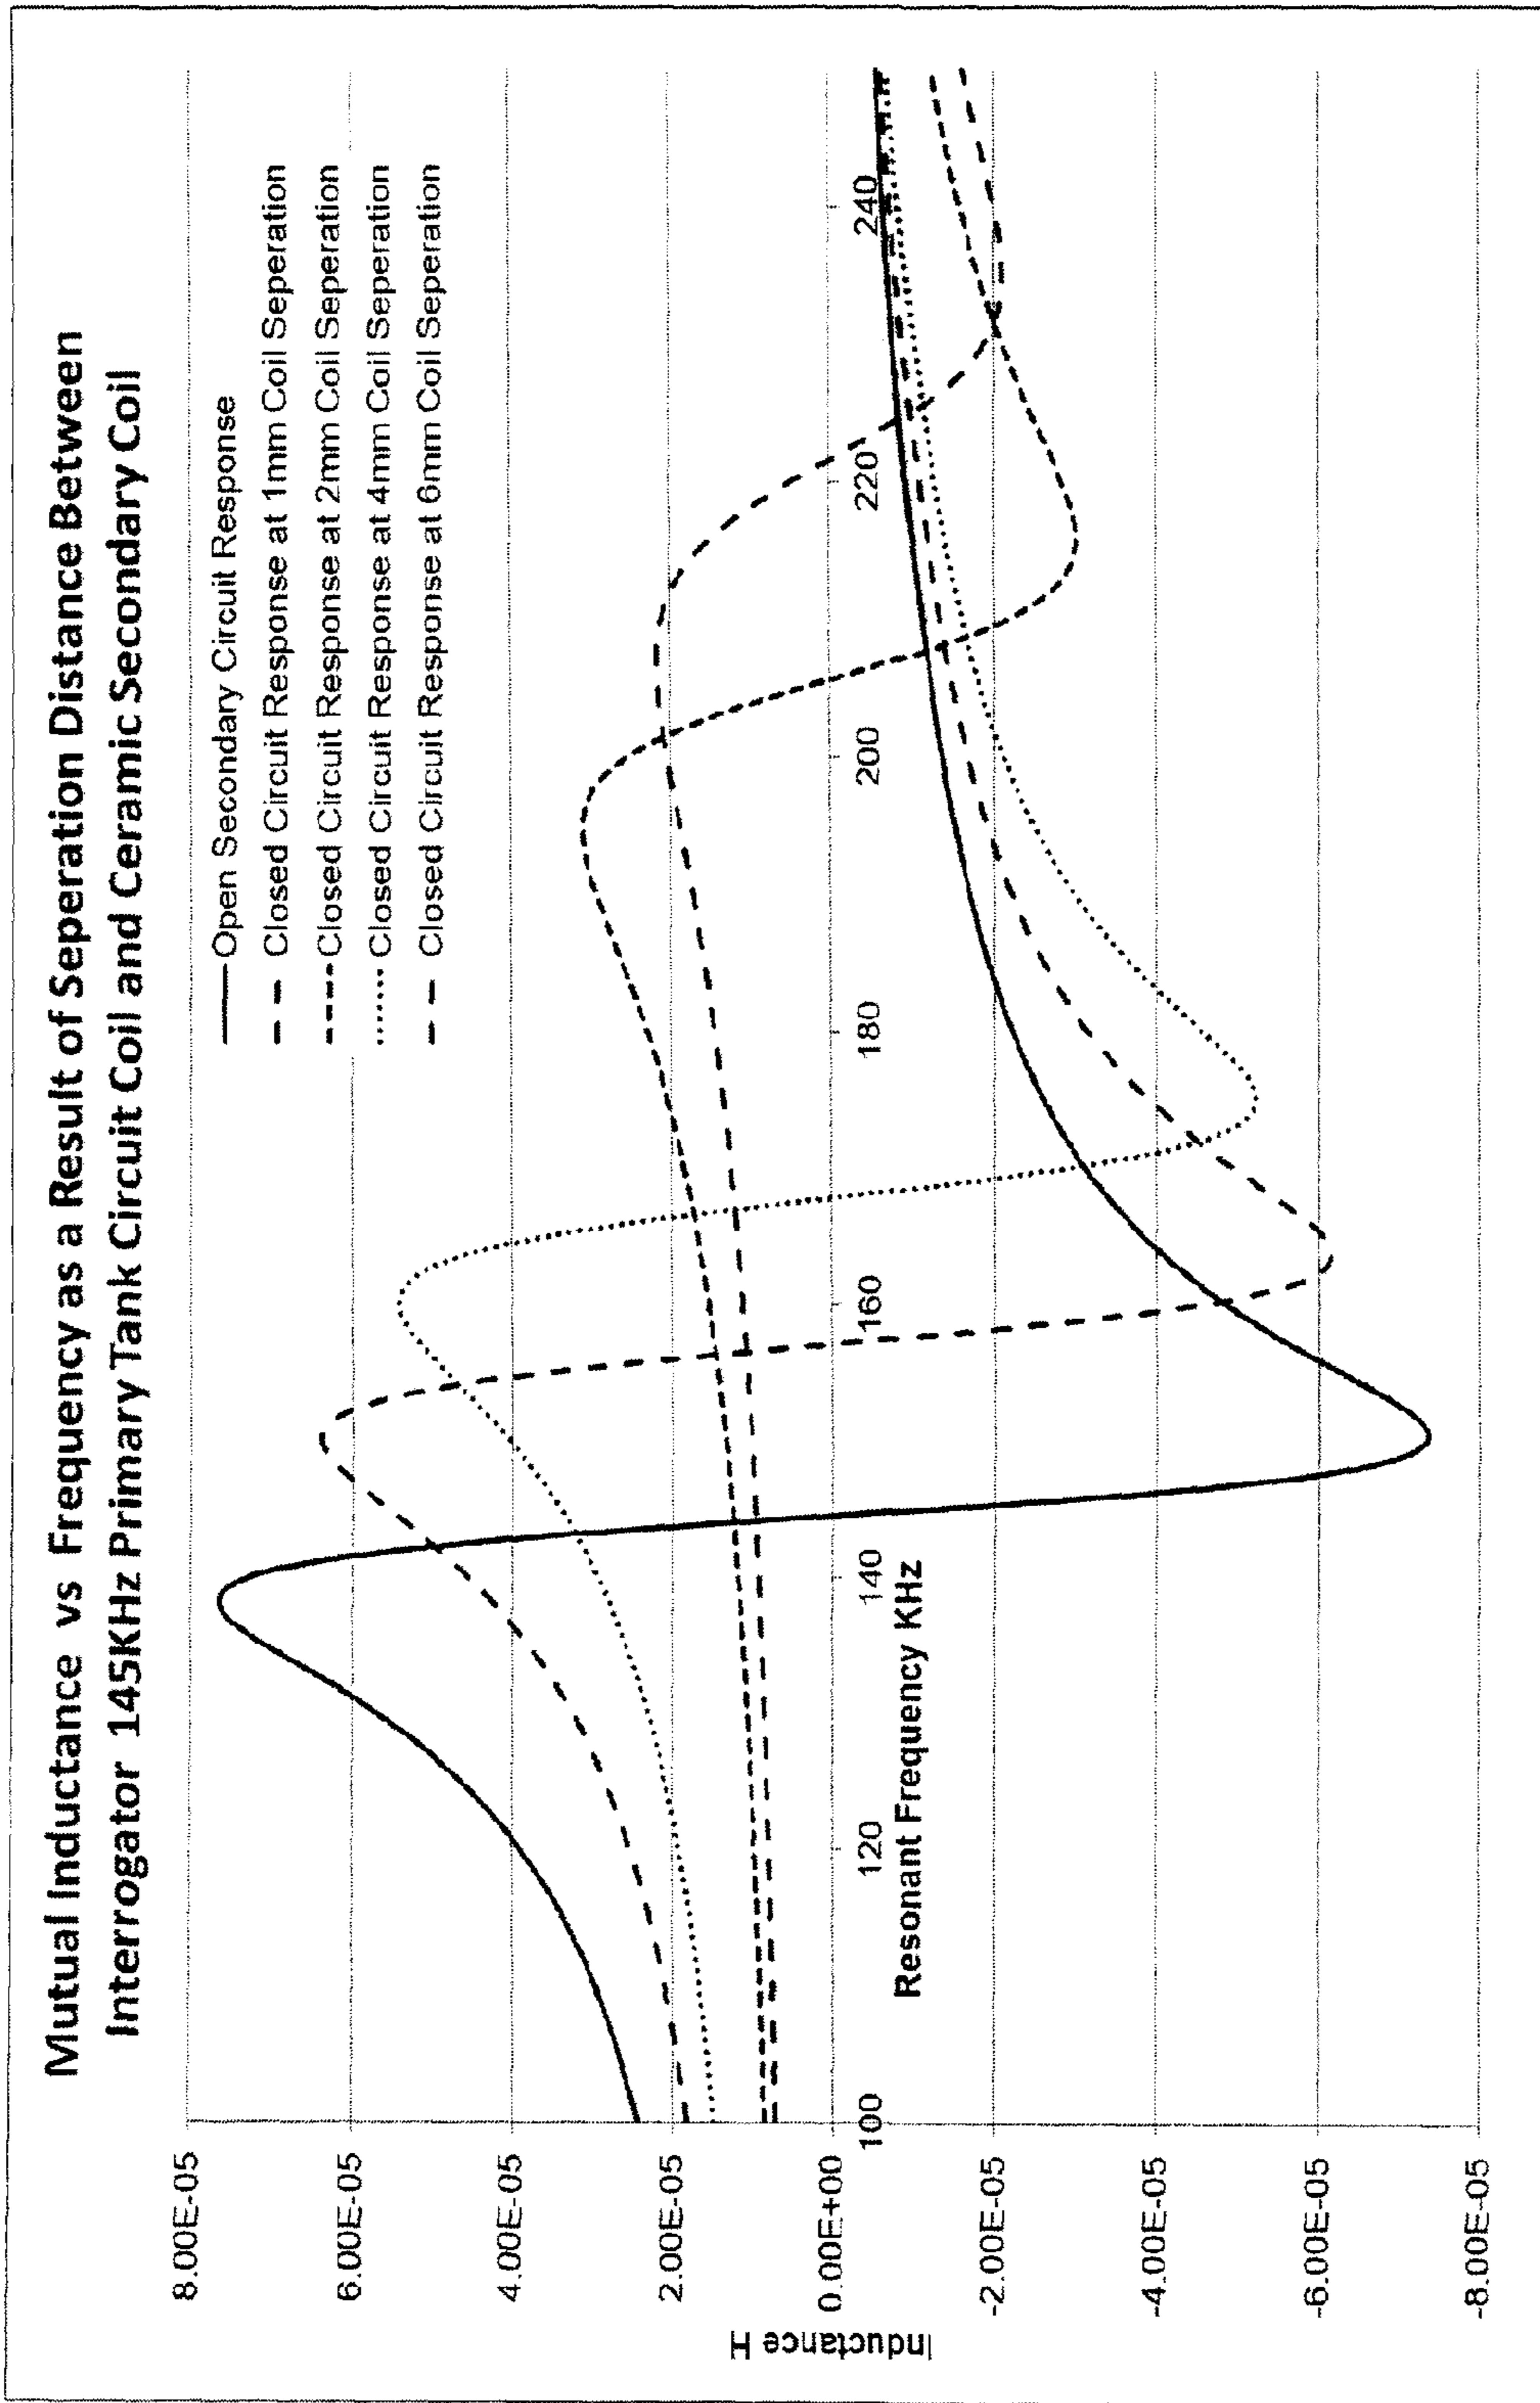 Mutual Inductance vs Frequency as a Result of Seperation Distance Between
Interrogator 145KHz Primary Tank Circuit Coil and Ceramic Secondary Coil
Open Secondary Circuit Response
Closed Circuit Response at 1mm Coil Seperation
Closed Circuit Response at 2mm Coil Seperation
Closed Circuit Response at 4mm Coil Seperation
Closed Circuit Response at 6mm Coil Seperation
8.00E-05
6.00E-05
4.00E-05
2.00E-05
0.00E+00
-2.00E-05
-4.00E-05
-6.00E-05
-8.00E-05
Inductance H
100
120
140
160
180
200
220
240
Resonant Frequency KHz